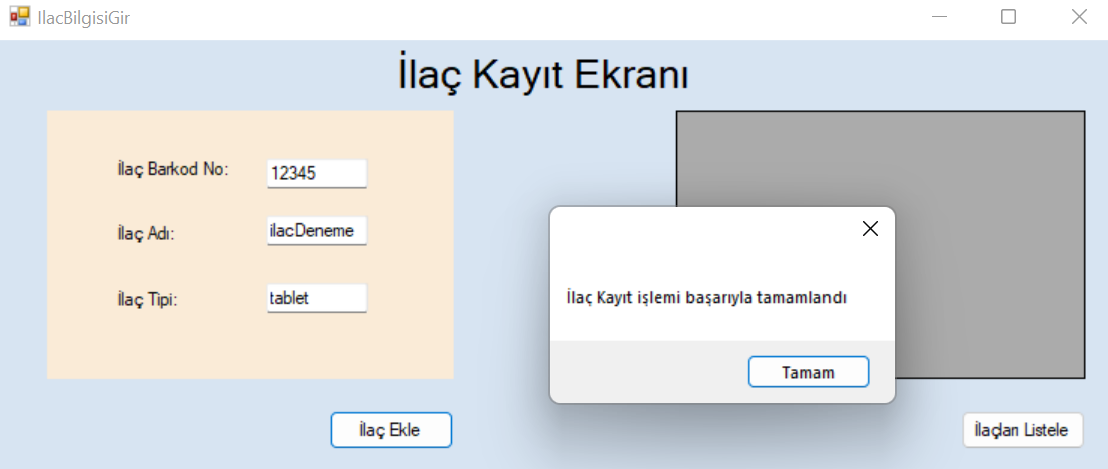 IlacBilgisiGir
İlaç Kayıt Ekranı
İlaç Barkod No: 12345
İlaç Adı: ilacDeneme
İlaç Tipi: tablet
İlaç Ekle
İlaç Kayıt işlemi başarıyla tamamlandı
Tamam
İlaçları Listele